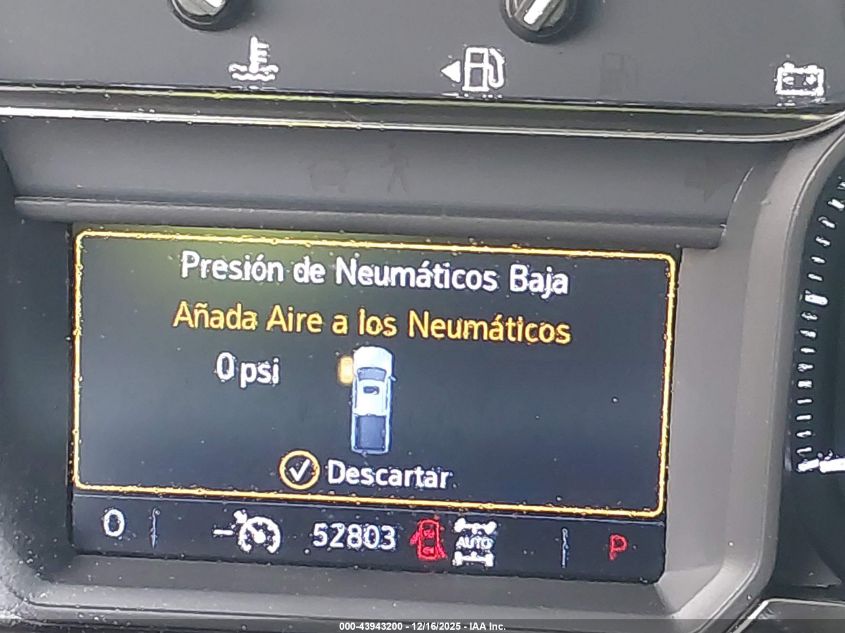 Presión de Neumáticos Baja
Añada Aire a los Neumáticos
0 psi
Descartar
0
52803
AUTO
P
000-43943200 - 12/16/2025 - IAA Inc.